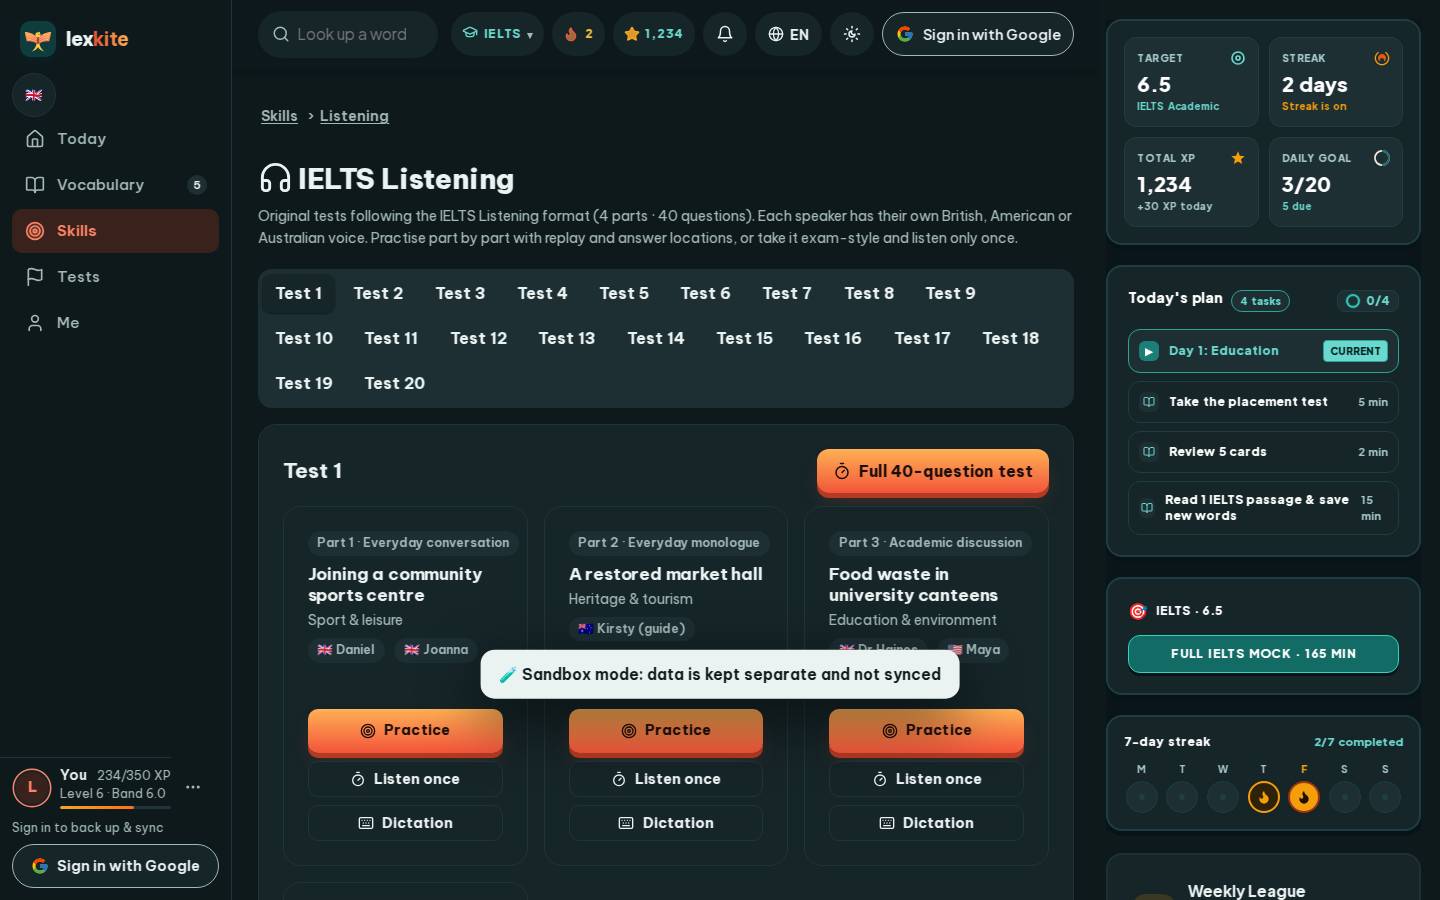 lexkite
Today
Vocabulary 5
Skills
Tests
Me
You 234/350 XP
Level 6 · Band 6.0
Sign in to back up & sync
Sign in with Google
Look up a word
IELTS ▾
2
1,234
EN
Sign in with Google
Skills › Listening
IELTS Listening
Original tests following the IELTS Listening format (4 parts · 40 questions). Each speaker has their own British, American or
Australian voice. Practise part by part with replay and answer locations, or take it exam-style and listen only once.
Test 1 Test 2 Test 3 Test 4 Test 5 Test 6 Test 7 Test 8 Test 9
Test 10 Test 11 Test 12 Test 13 Test 14 Test 15 Test 16 Test 17 Test 18
Test 19 Test 20
Test 1
Full 40-question test
Part 1 · Everyday conversation
Joining a community
sports centre
Sport & leisure
Daniel Joanna
Practice
Listen once
Dictation
Part 2 · Everyday monologue
A restored market hall
Heritage & tourism
Kirsty (guide)
Practice
Listen once
Dictation
Part 3 · Academic discussion
Food waste in
university canteens
Education & environment
Dr Haines Maya
Practice
Listen once
Dictation
Sandbox mode: data is kept separate and not synced
TARGET
6.5
IELTS Academic
STREAK
2 days
Streak is on
TOTAL XP
1,234
+30 XP today
DAILY GOAL
3/20
5 due
Today's plan 4 tasks 0/4
Day 1: Education CURRENT
Take the placement test 5 min
Review 5 cards 2 min
Read 1 IELTS passage & save 15
new words min
IELTS · 6.5
FULL IELTS MOCK · 165 MIN
7-day streak 2/7 completed
M T W T F S S
Weekly League
L